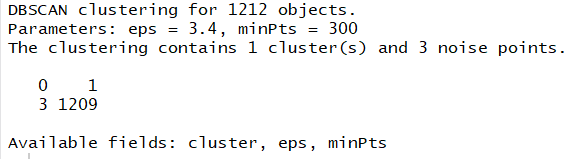 DBSCAN clustering for 1212 objects.
Parameters: eps = 3.4, minPts = 300
The clustering contains 1 cluster(s) and 3 noise points.
0 1
3 1209
Available fields: cluster, eps, minPts